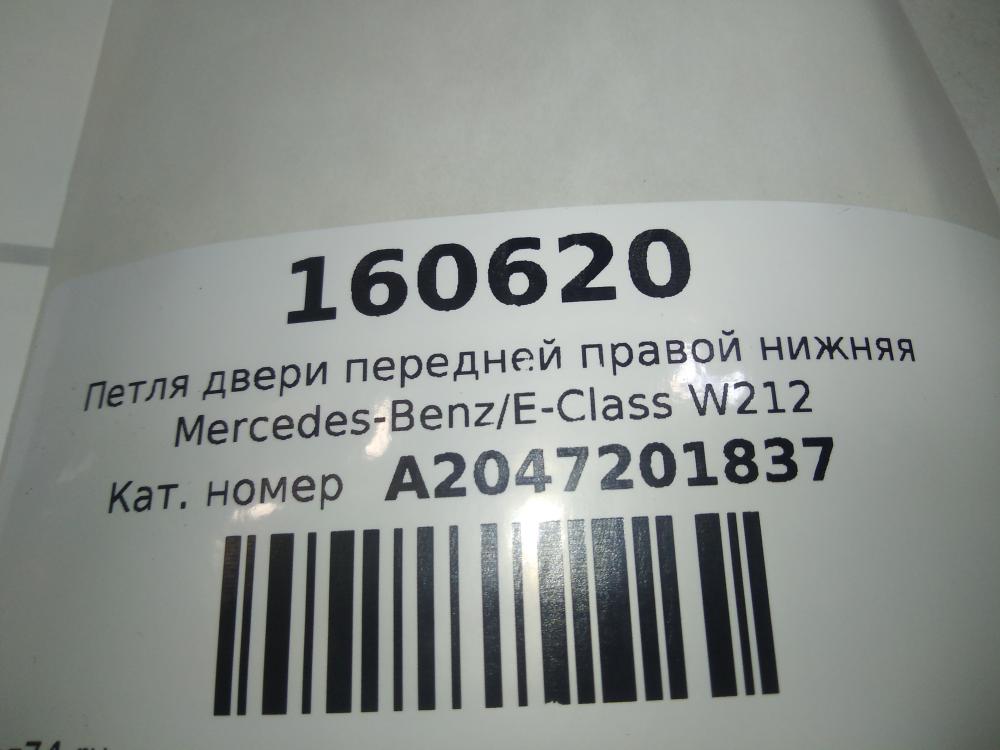 160620
Петля двери передней правой нижняя
Mercedes-Benz/E-Class W212
Кат. номер A2047201837